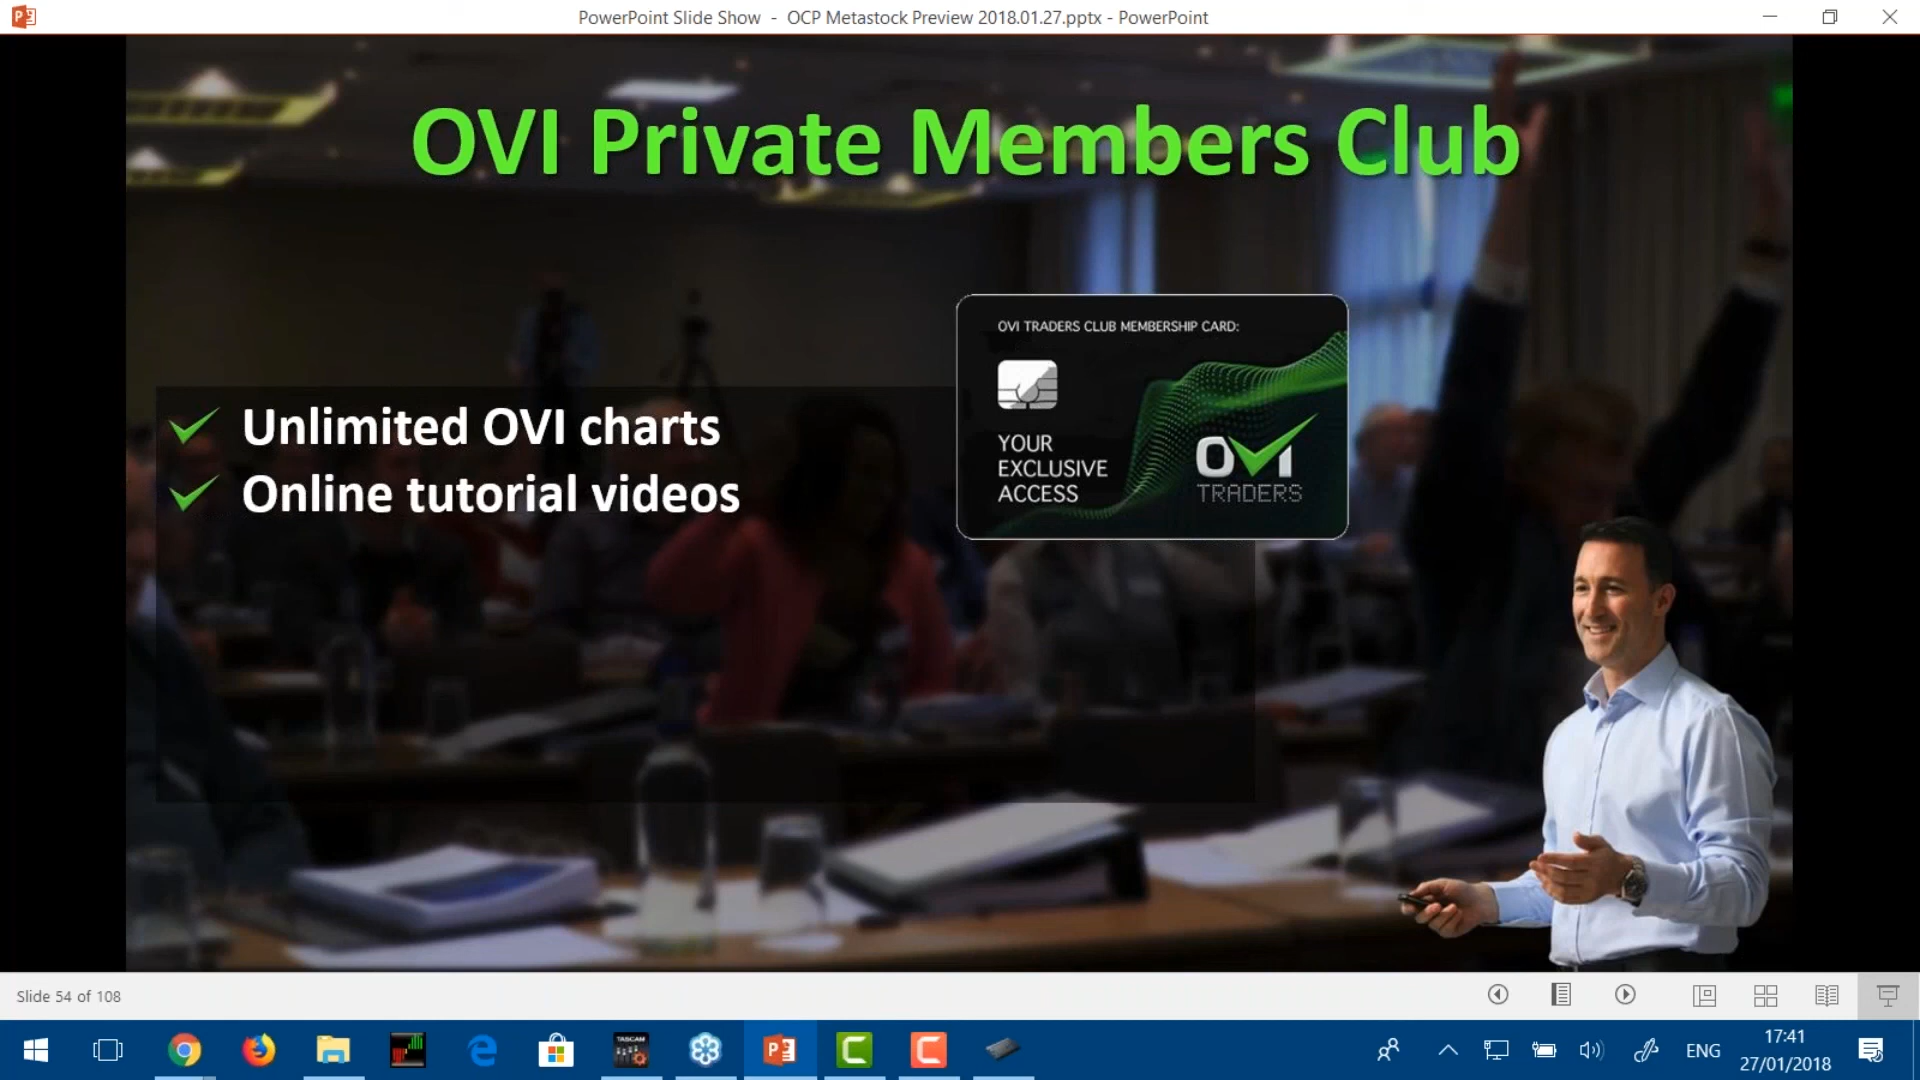 PowerPoint Slide Show - OCP Metastock Preview 2018.01.27.pptx - PowerPoint
OVI Private Members Club
OVI TRADERS CLUB MEMBERSHIP CARD:
YOUR
EXCLUSIVE
ACCESS
OVI
TRADERS
Unlimited OVI charts
Online tutorial videos
Slide 54 of 108
TASCAM
ENG
17:41
27/01/2018